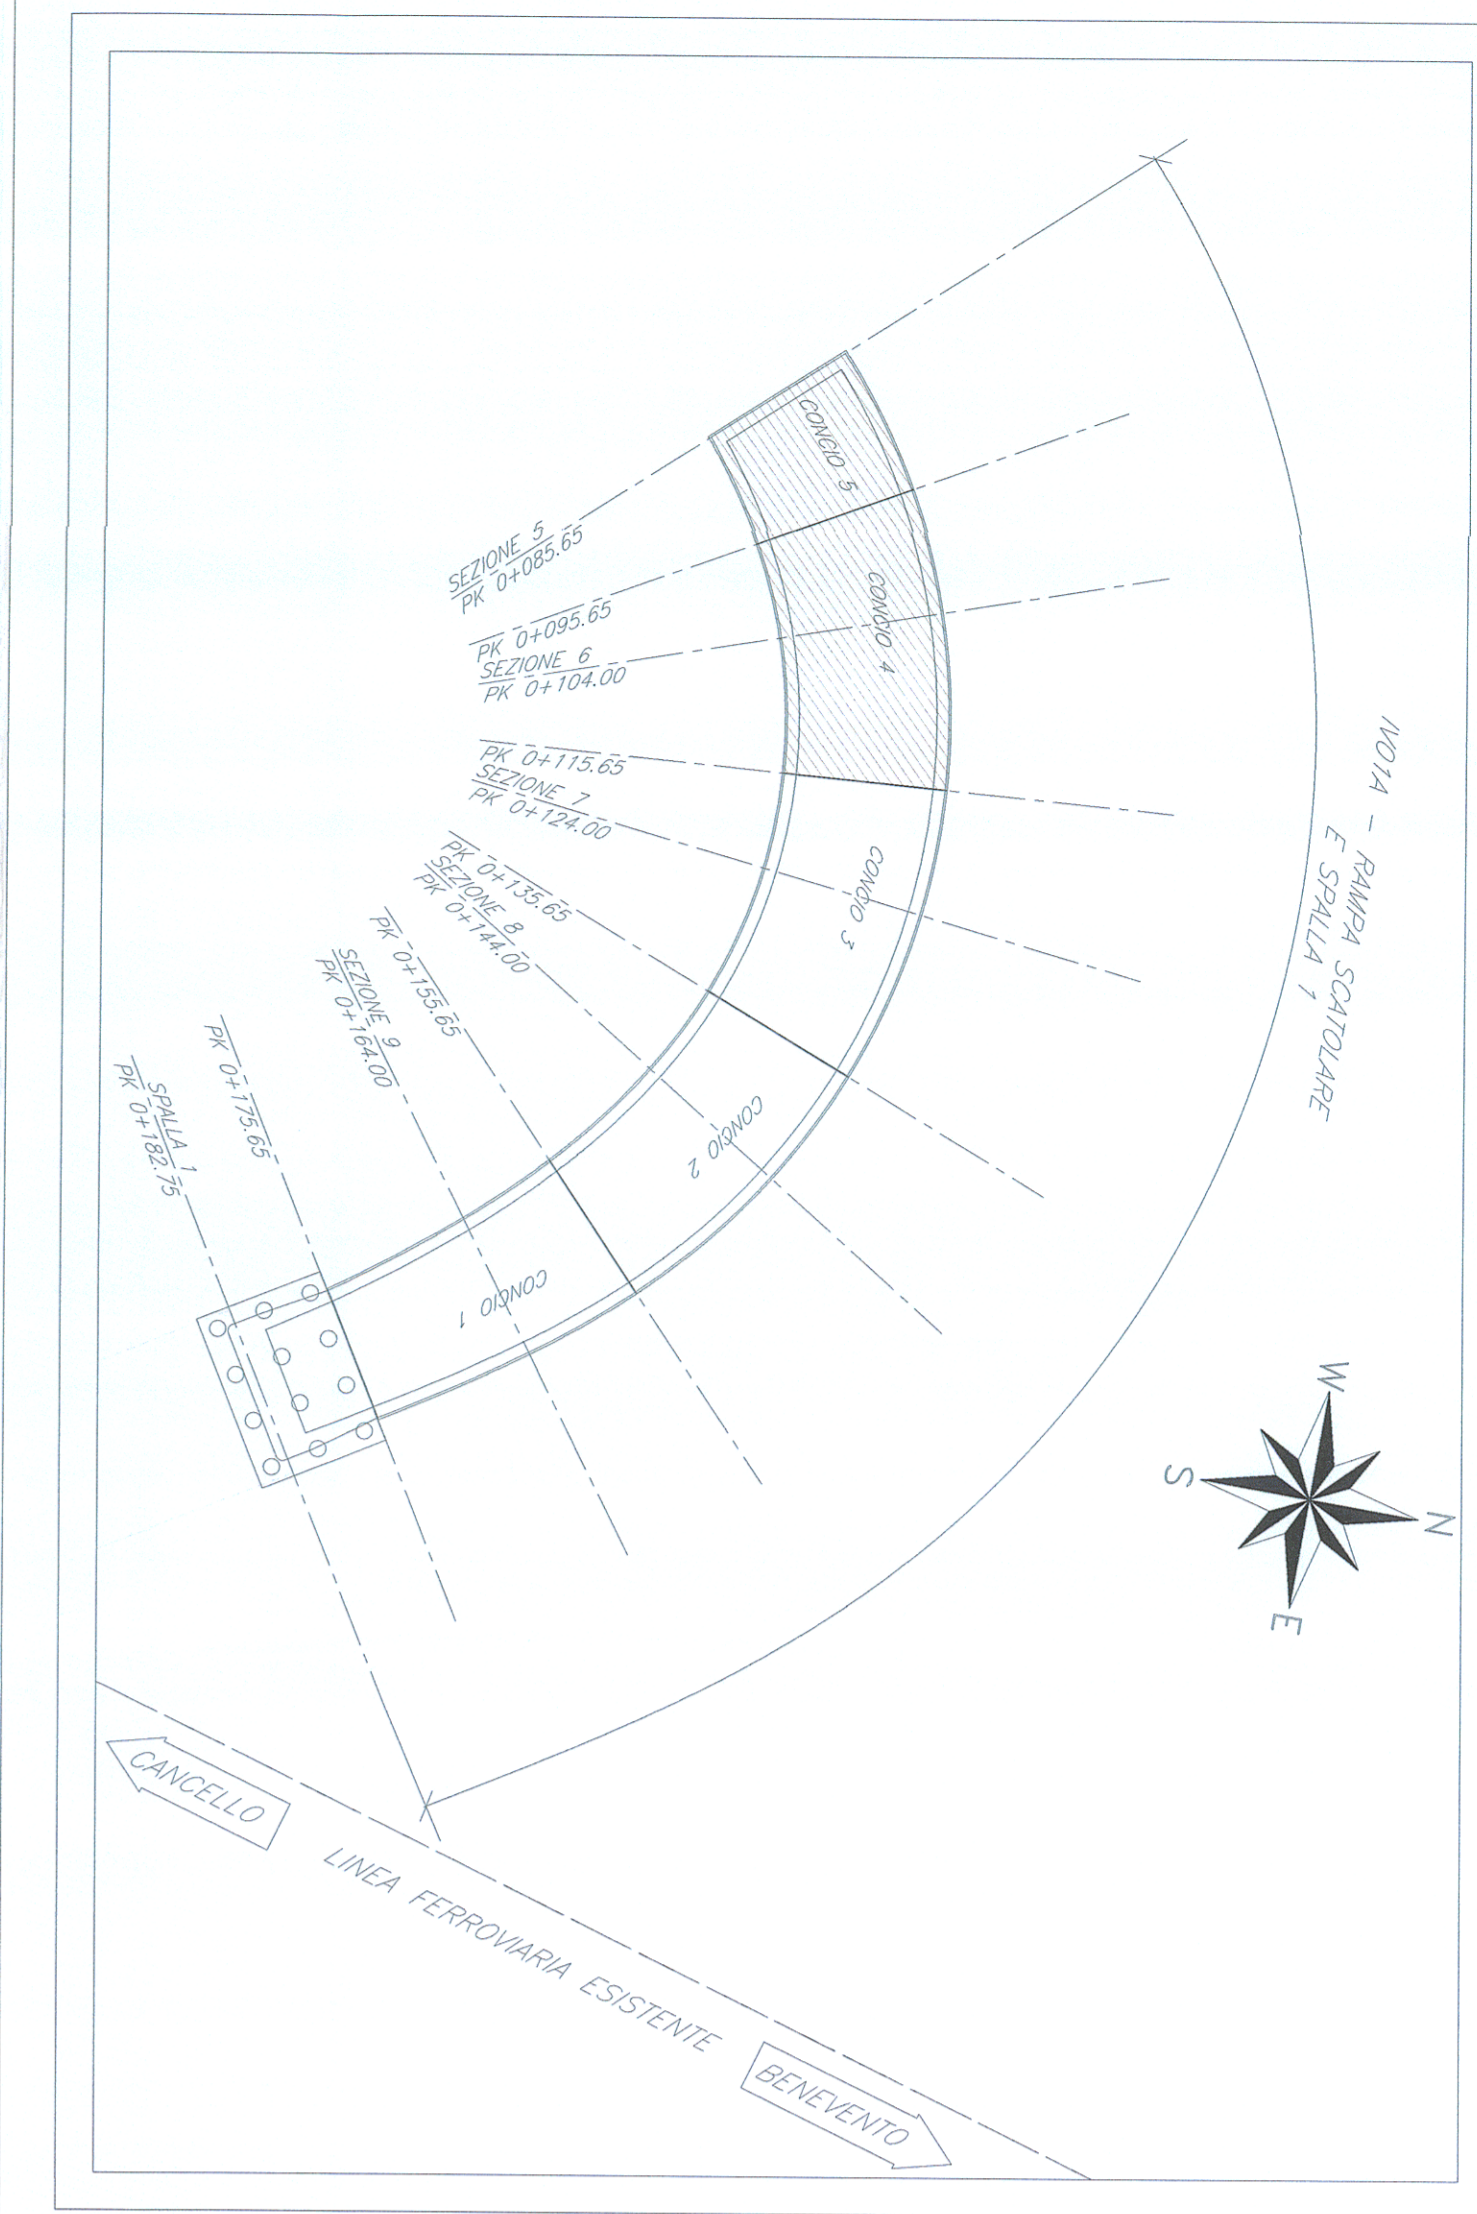 IV01A – RAMPA SCATOLARE
E SPALLA 1
CONCIO 5
CONCIO 4
CONCIO 3
CONCIO 2
CONCIO 1
SEZIONE 5
PK 0+085.65
PK 0+095.65
SEZIONE 6
PK 0+104.00
PK 0+115.65
SEZIONE 7
PK 0+124.00
PK 0+135.65
SEZIONE 8
PK 0+144.00
PK 0+155.65
SEZIONE 9
PK 0+164.00
PK 0+175.65
SPALLA 1
PK 0+182.75
W
N
S
E
CANCELLO
LINEA FERROVIARIA ESISTENTE
BENEVENTO